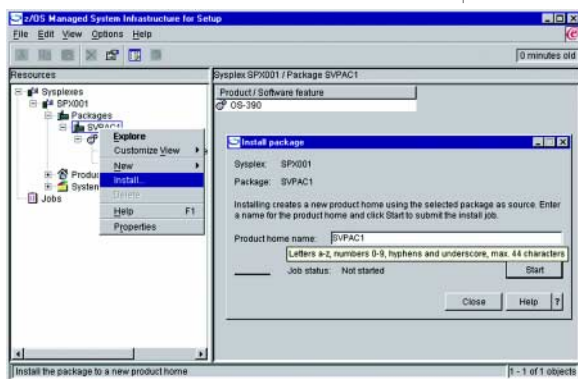 z/OS Managed System Infrastructure for Setup
File Edit View Options Help
0 minutes old
Resources
Sysplex SPX001 / Package SVPAC1
Sysplexes
SPX001
Packages
SVPAC1
Produ
System
Jobs
Explore
Customize View
New
Install...
Delete
Help F1
Properties
Product / Software feature
OS-390
Install package
Sysplex: SPX001
Package: SVPAC1
Installing creates a new product home using the selected package as source. Enter
a name for the product home and click Start to submit the install job.
Product home name: SVPAC1
Letters a-z, numbers 0-9, hyphens and underscore, max. 44 characters
Job status: Not started
Start
Close Help ?
Install the package to a new product home
1 - 1 of 1 objects